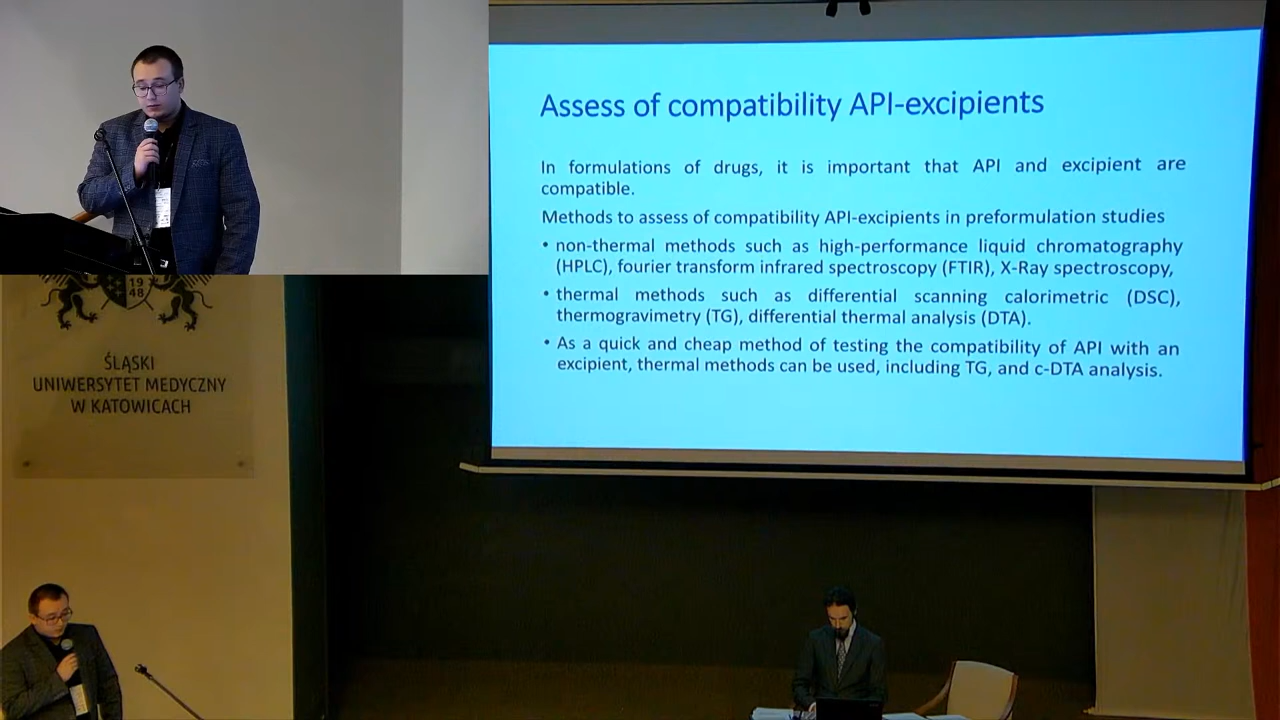 Assess of compatibility API-excipients
In formulations of drugs, it is important that API and excipient are
compatible.
Methods to assess of compatibility API-excipients in preformulation studies
• non-thermal methods such as high-performance liquid chromatography
(HPLC), fourier transform infrared spectroscopy (FTIR), X-Ray spectroscopy,
• thermal methods such as differential scanning calorimetric (DSC),
thermogravimetry (TG), differential thermal analysis (DTA).
• As a quick and cheap method of testing the compatibility of API with an
excipient, thermal methods can be used, including TG, and c-DTA analysis.
19
48
ŚLĄSKI
UNIWERSYTET MEDYCZNY
W KATOWICACH